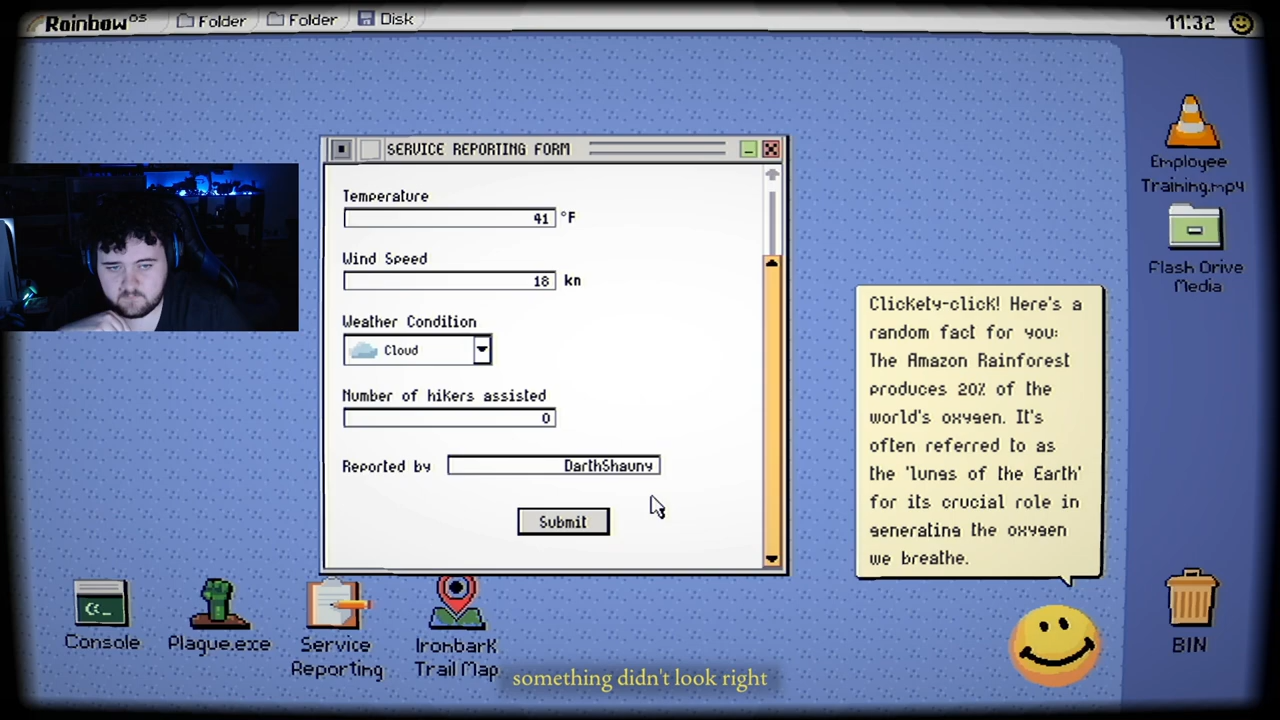 RainbowOS
Folder
Folder
Disk
11:32
SERVICE REPORTING FORM
Temperature
41 °F
Wind Speed
18 kn
Weather Condition
Cloud
Number of hikers assisted
0
Reported by DarthShauny
Submit
Employee
Training.mp4
Flash Drive
Media
Clickety-click! Here's a
random fact for you:
The Amazon Rainforest
produces 20% of the
world's oxygen. It's
often referred to as
the 'lungs of the Earth'
for its crucial role in
generating the oxygen
we breathe.
Console
Plague.exe
Service
Reporting
Ironbark
Trail Map
BIN
something didn't look right